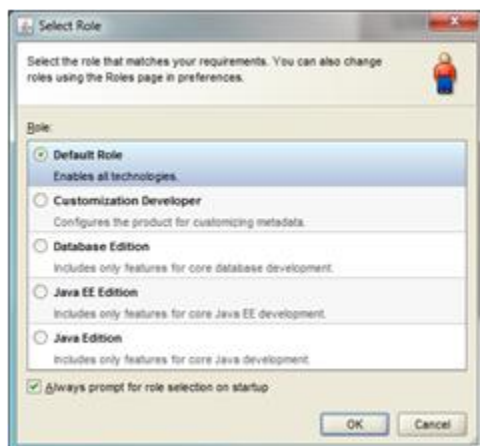 Select Role
Select the role that matches your requirements. You can also change
roles using the Roles page in preferences.
Role:
Default Role
Enables all technologies.
Customization Developer
Configures the product for customizing metadata.
Database Edition
Includes only features for core database development.
Java EE Edition
Includes only features for core Java EE development.
Java Edition
Includes only features for core Java development.
Always prompt for role selection on startup
OK
Cancel